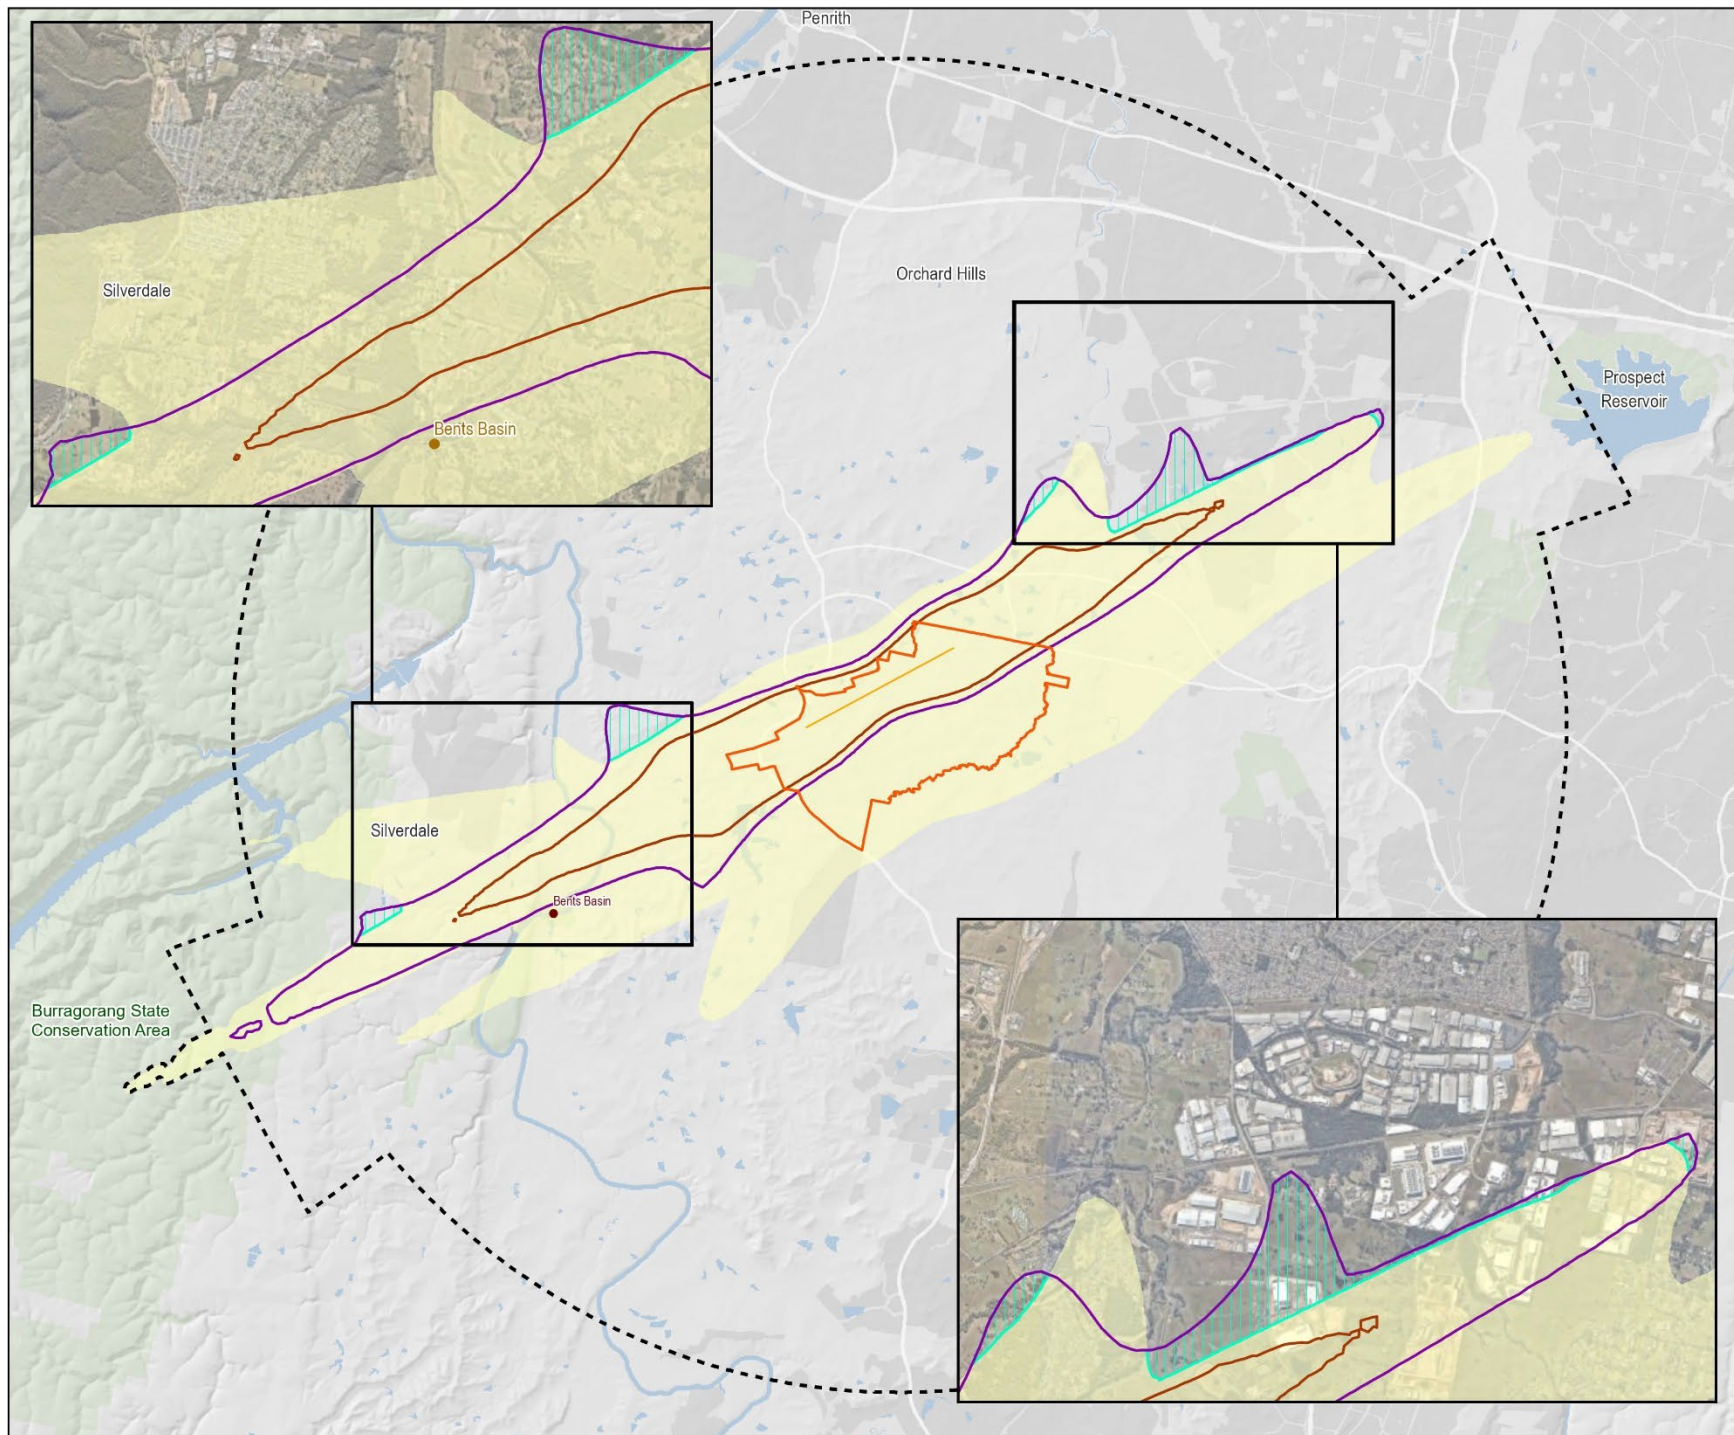 Penrith
Silverdale
Bents Basin
Orchard Hills
Prospect
Reservoir
Silverdale
Bents Basin
Burragorang State
Conservation Area